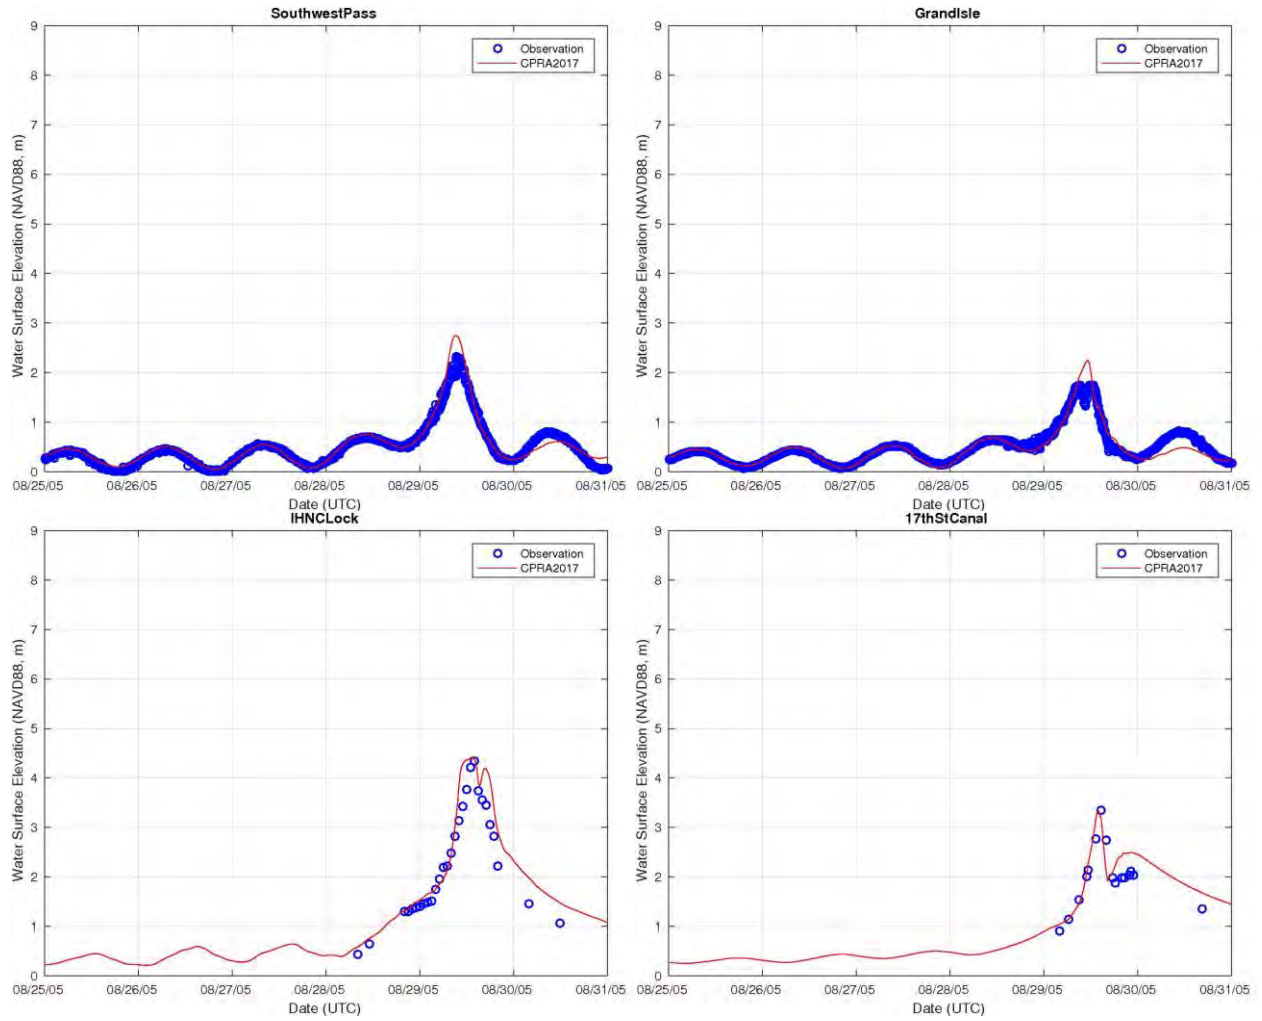 SouthwestPass
Observation
CPRA2017
Water Surface Elevation (NAVD88, m)
9
8
7
6
5
4
3
2
1
0
08/25/05 08/26/05 08/27/05 08/28/05 08/29/05 08/30/05 08/31/05
Date (UTC)
GrandIsle
Observation
CPRA2017
Water Surface Elevation (NAVD88, m)
9
8
7
6
5
4
3
2
1
0
08/25/05 08/26/05 08/27/05 08/28/05 08/29/05 08/30/05 08/31/05
Date (UTC)
IHNCLock
Observation
CPRA2017
Water Surface Elevation (NAVD88, m)
9
8
7
6
5
4
3
2
1
0
08/25/05 08/26/05 08/27/05 08/28/05 08/29/05 08/30/05 08/31/05
Date (UTC)
17thStCanal
Observation
CPRA2017
Water Surface Elevation (NAVD88, m)
9
8
7
6
5
4
3
2
1
0
08/25/05 08/26/05 08/27/05 08/28/05 08/29/05 08/30/05 08/31/05
Date (UTC)